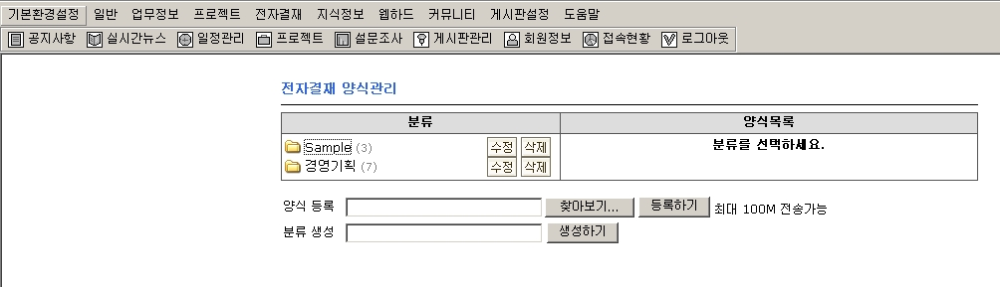 기본환경설정 일반 업무정보 프로젝트 전자결재 지식정보 웹하드 커뮤니티 게시판설정 도움말
공지사항 실시간뉴스 일정관리 프로젝트 설문조사 게시판관리 회원정보 접속현황 로그아웃
전자결재 양식관리
분류 양식목록
Sample (3) 수정 삭제 분류를 선택하세요.
경영기획 (7) 수정 삭제
양식 등록 찾아보기... 등록하기 최대 100M 전송가능
분류 생성 생성하기